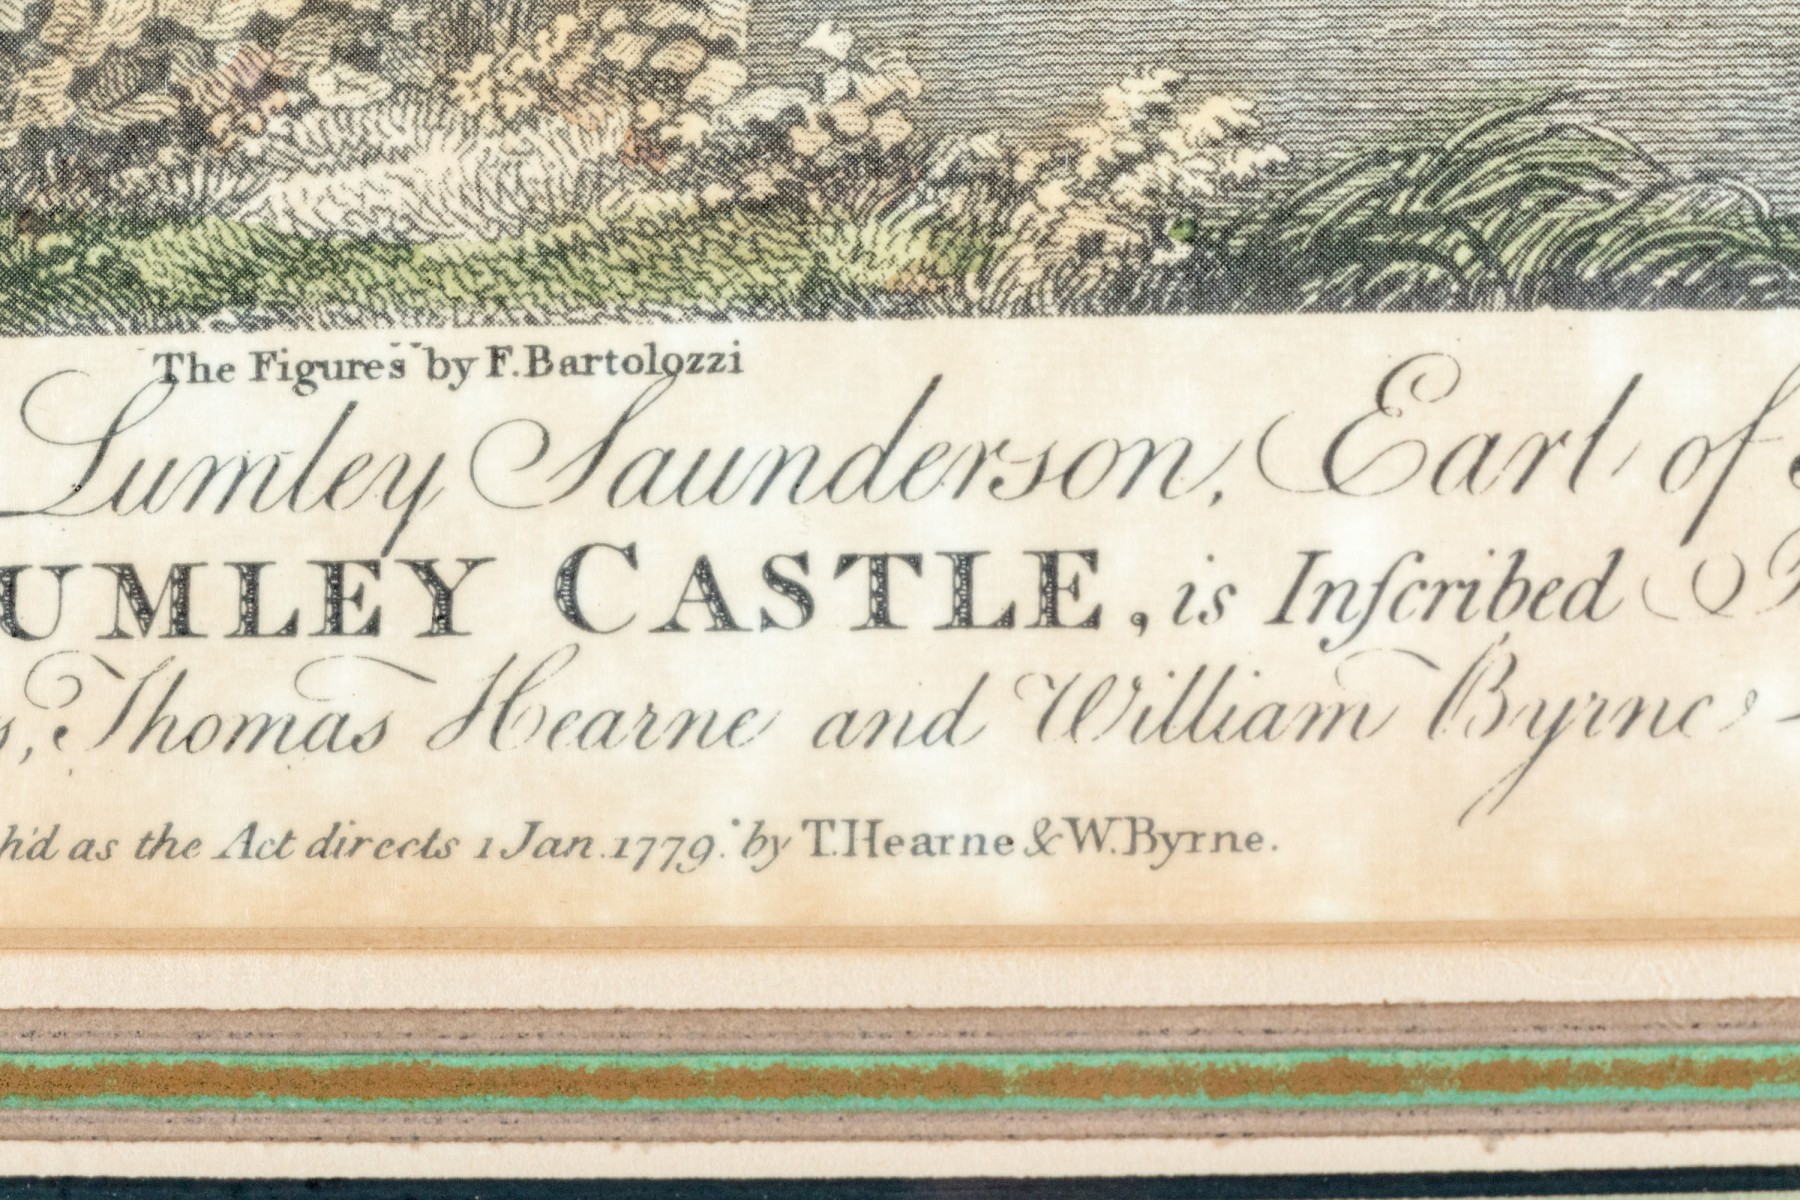 The Figures by F. Bartolozzi
Lumley Saunderson, Earl of
UMLEY CASTLE, is Inſcribed
s, Thomas Hearne and William Byrne
h'd as the Act directs 1 Jan. 1779. by T. Hearne & W. Byrne.